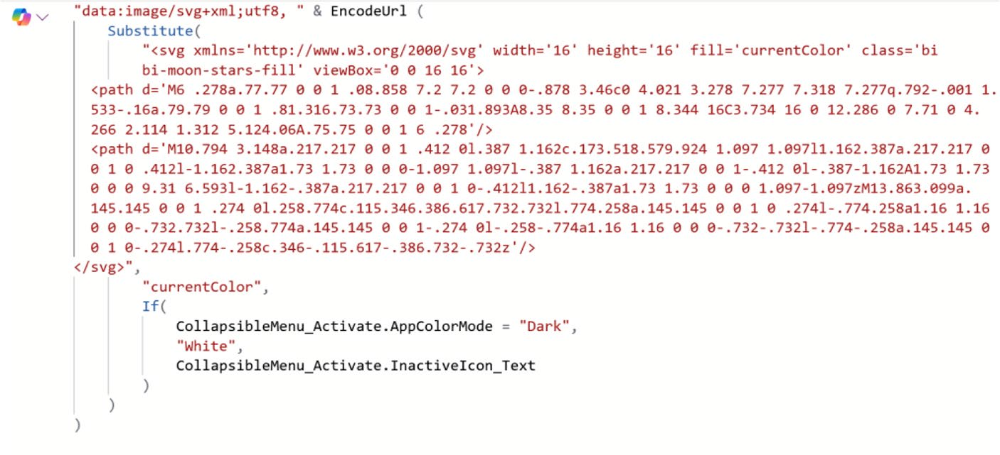 "data:image/svg+xml;utf8, " & EncodeUrl (
Substitute(
"<svg xmlns='http://www.w3.org/2000/svg' width='16' height='16' fill='currentColor' class='bi
bi-moon-stars-fill' viewBox='0 0 16 16'>
<path d='M6 .278a.77.77 0 0 1 .08.858 7.2 7.2 0 0 0-.878 3.46c0 4.021 3.278 7.277 7.318 7.277q.792-.001 1.
533-.16a.79.79 0 0 1 .81.316.73.73 0 0 1-.031.893A8.35 8.35 0 0 1 8.344 16C3.734 16 0 12.286 0 7.71 0 4.
266 2.114 1.312 5.124.06A.75.75 0 0 1 6 .278'/>
<path d='M10.794 3.148a.217.217 0 0 1 .412 0l.387 1.162c.173.518.579.924 1.097 1.097l1.162.387a.217.217 0
0 1 0 .412l-1.162.387a1.73 1.73 0 0 0-1.097 1.097l-.387 1.162a.217.217 0 0 1-.412 0l-.387-1.162A1.73 1.73
0 0 0 9.31 6.593l-1.162-.387a.217.217 0 0 1 0-.412l1.162-.387a1.73 1.73 0 0 0 1.097-1.097zM13.863.099a.
145.145 0 0 1 .274 0l.258.774c.115.346.386.617.732.732l.774.258a.145.145 0 0 1 0 .274l-.774.258a1.16 1.16
0 0 0-.732.732l-.258.774a.145.145 0 0 1-.274 0l-.258-.774a1.16 1.16 0 0 0-.732-.732l-.774-.258a.145.145 0
0 1 0-.274l.774-.258c.346-.115.617-.386.732-.732z'/>
</svg>",
"currentColor",
If(
CollapsibleMenu_Activate.AppColorMode = "Dark",
"White",
CollapsibleMenu_Activate.InactiveIcon_Text
)
)
)